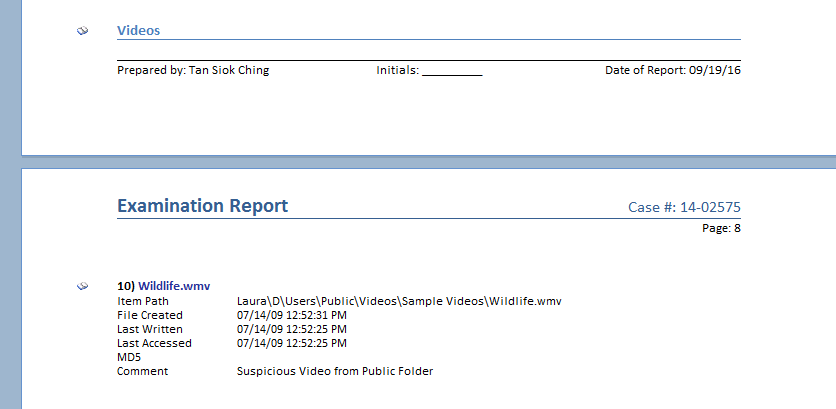 Videos
Prepared by: Tan Siok Ching Initials: __________ Date of Report: 09/19/16
Examination Report Case #: 14-02575
Page: 8
10) Wildlife.wmv
Item Path Laura\D\Users\Public\Videos\Sample Videos\Wildlife.wmv
File Created 07/14/09 12:52:31 PM
Last Written 07/14/09 12:52:25 PM
Last Accessed 07/14/09 12:52:25 PM
MD5
Comment Suspicious Video from Public Folder